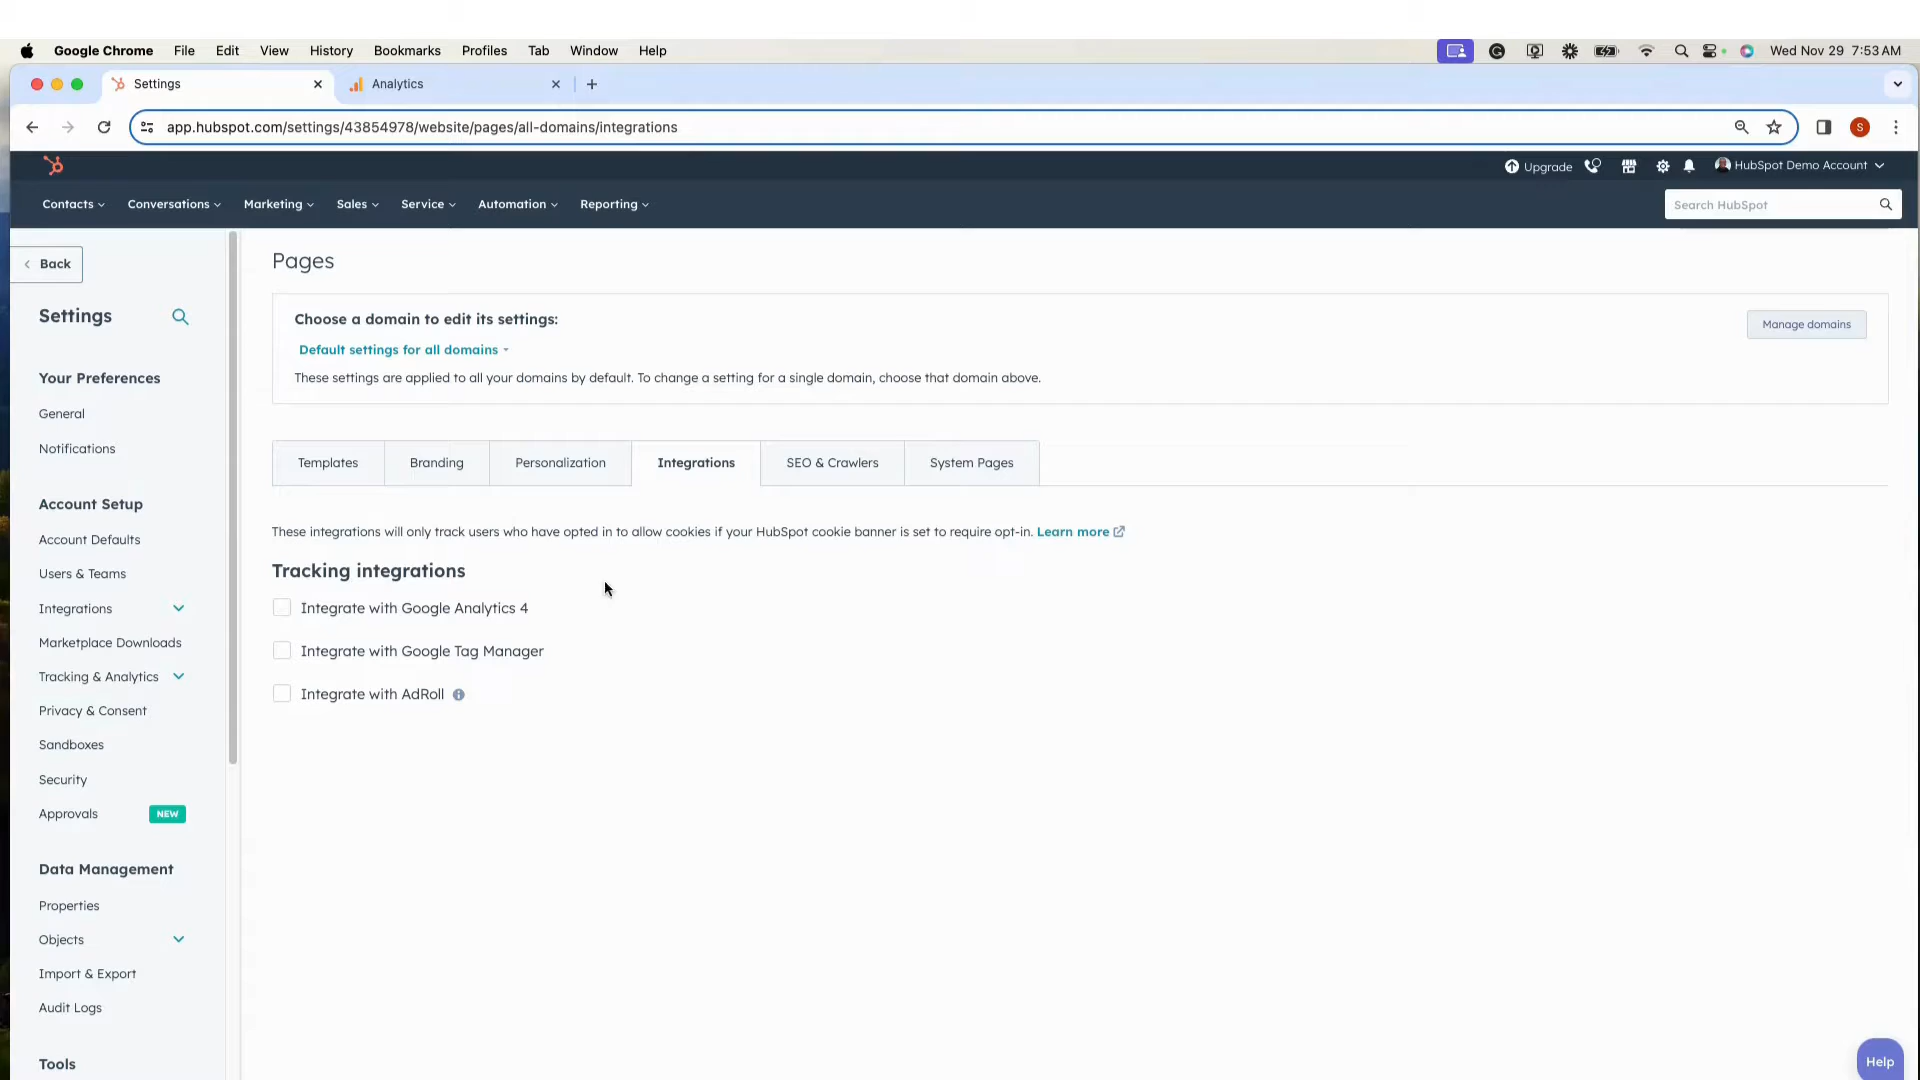 Google Chrome File Edit View History Bookmarks Profiles Tab Window Help Wed Nov 29 7:53 AM
Settings Analytics
app.hubspot.com/settings/43854978/website/pages/all-domains/integrations S
Upgrade HubSpot Demo Account
Contacts Conversations Marketing Sales Service Automation Reporting Search HubSpot
Back
Settings
Your Preferences
General
Notifications
Account Setup
Account Defaults
Users & Teams
Integrations
Marketplace Downloads
Tracking & Analytics
Privacy & Consent
Sandboxes
Security
Approvals NEW
Data Management
Properties
Objects
Import & Export
Audit Logs
Tools
Pages
Choose a domain to edit its settings:
Manage domains
Default settings for all domains
These settings are applied to all your domains by default. To change a setting for a single domain, choose that domain above.
Templates Branding Personalization Integrations SEO & Crawlers System Pages
These integrations will only track users who have opted in to allow cookies if your HubSpot cookie banner is set to require opt-in. Learn more
Tracking integrations
Integrate with Google Analytics 4
Integrate with Google Tag Manager
Integrate with AdRoll
Help